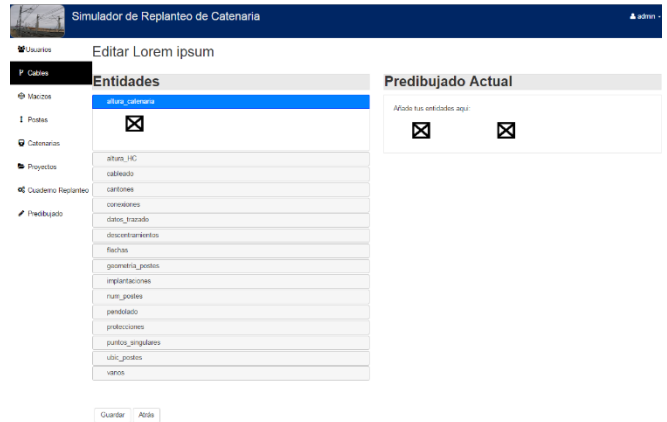 Simulador de Replanteo de Catenaria
admin
Usuarios
Cables
Macizos
Postes
Catenarias
Proyectos
Cuaderno Replanteo
Predibujado
Editar Lorem ipsum
Entidades
altura_catenaria
altura_HC
cableado
cantones
conexiones
datos_trazado
descentramientos
flechas
geometria_postes
implantaciones
num_postes
pendolado
protecciones
puntos_singulares
ubic_postes
varios
Guardar Atrás
Predibujado Actual
Añade tus entidades aqui: